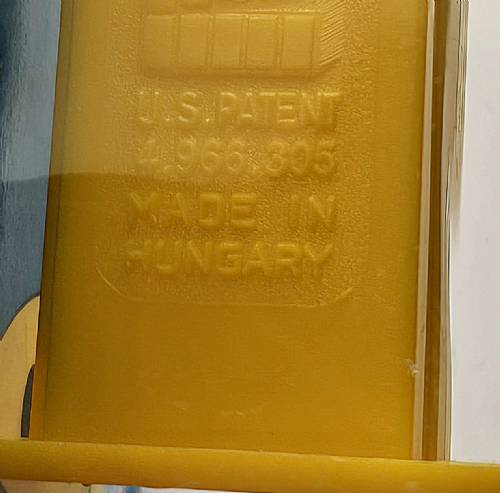 U.S. PATENT
4.966.305
MADE IN
HUNGARY